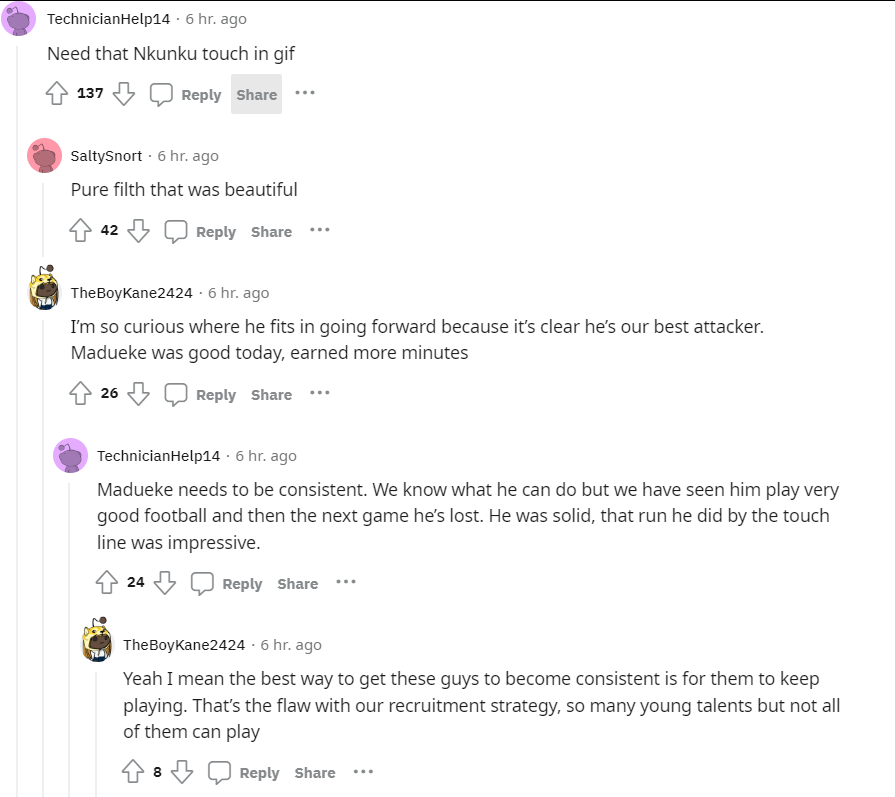 TechnicianHelp14 · 6 hr. ago
Need that Nkunku touch in gif
137 Reply Share ···
SaltySnort · 6 hr. ago
Pure filth that was beautiful
42 Reply Share ···
TheBoyKane2424 · 6 hr. ago
I’m so curious where he fits in going forward because it’s clear he’s our best attacker.
Madueke was good today, earned more minutes
26 Reply Share ···
TechnicianHelp14 · 6 hr. ago
Madueke needs to be consistent. We know what he can do but we have seen him play very
good football and then the next game he’s lost. He was solid, that run he did by the touch
line was impressive.
24 Reply Share ···
TheBoyKane2424 · 6 hr. ago
Yeah I mean the best way to get these guys to become consistent is for them to keep
playing. That’s the flaw with our recruitment strategy, so many young talents but not all
of them can play
8 Reply Share ···